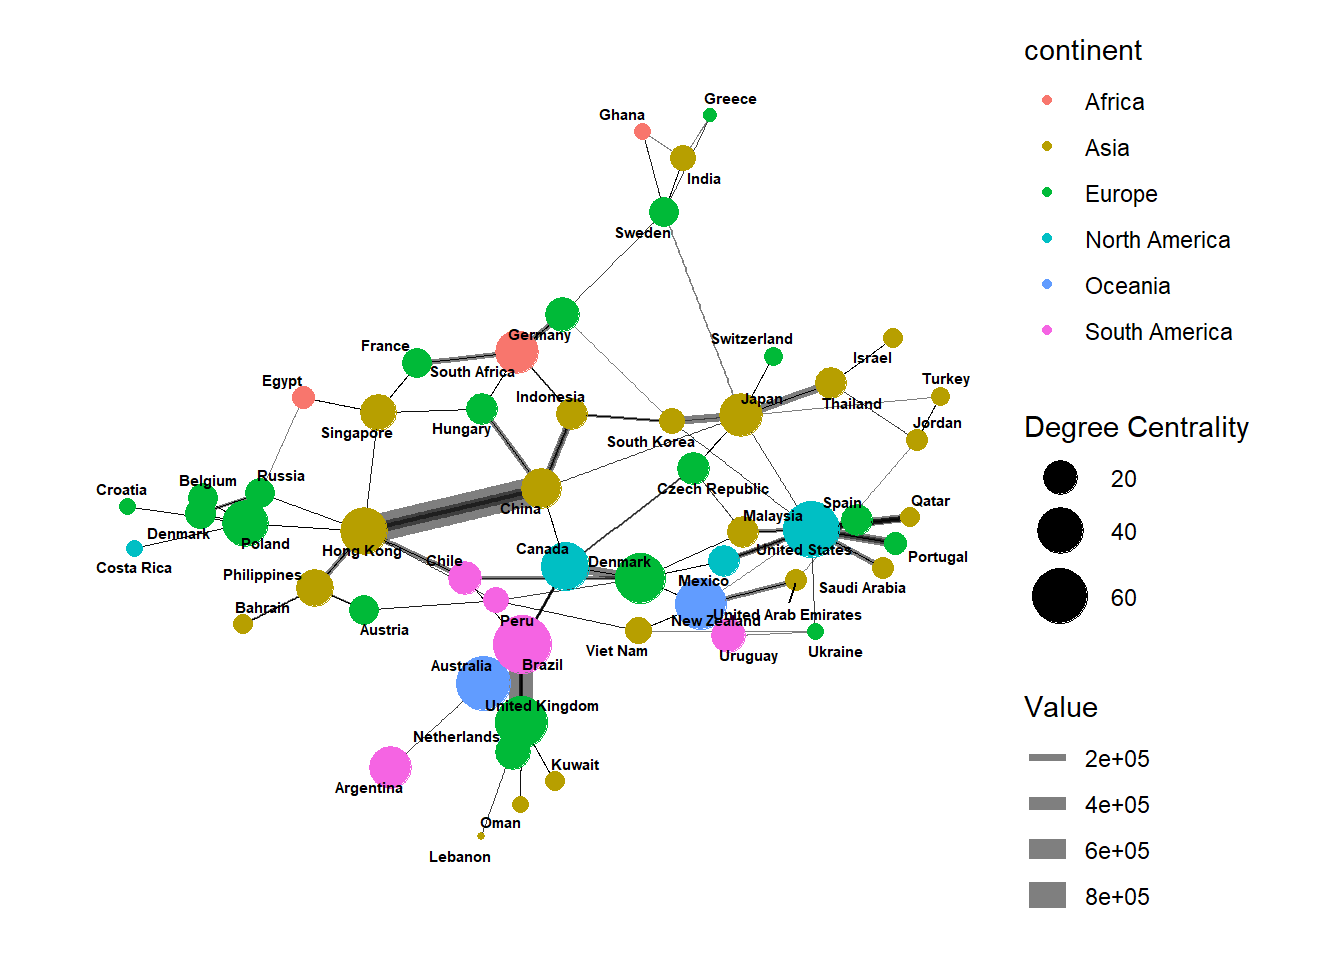 continent
Africa
Asia
Europe
North America
Oceania
South America
Degree Centrality
20
40
60
Value
2e+05
4e+05
6e+05
8e+05
Greece
Ghana
India
Sweden
Germany
France
South Africa
Switzerland
Israel
Egypt
Indonesia
Japan
Thailand
Turkey
Singapore
Hungary
South Korea
Jordan
Belgium
Russia
Croatia
China
Czech Republic
Spain
Qatar
Denmark
Poland
Hong Kong
Malaysia
United States
Portugal
Costa Rica
Philippines
Chile
Canada
Denmark
Mexico
Saudi Arabia
Bahrain
Austria
Peru
New Zealand
United Arab Emirates
Viet Nam
Uruguay
Ukraine
Australia
Brazil
United Kingdom
Netherlands
Kuwait
Argentina
Oman
Lebanon